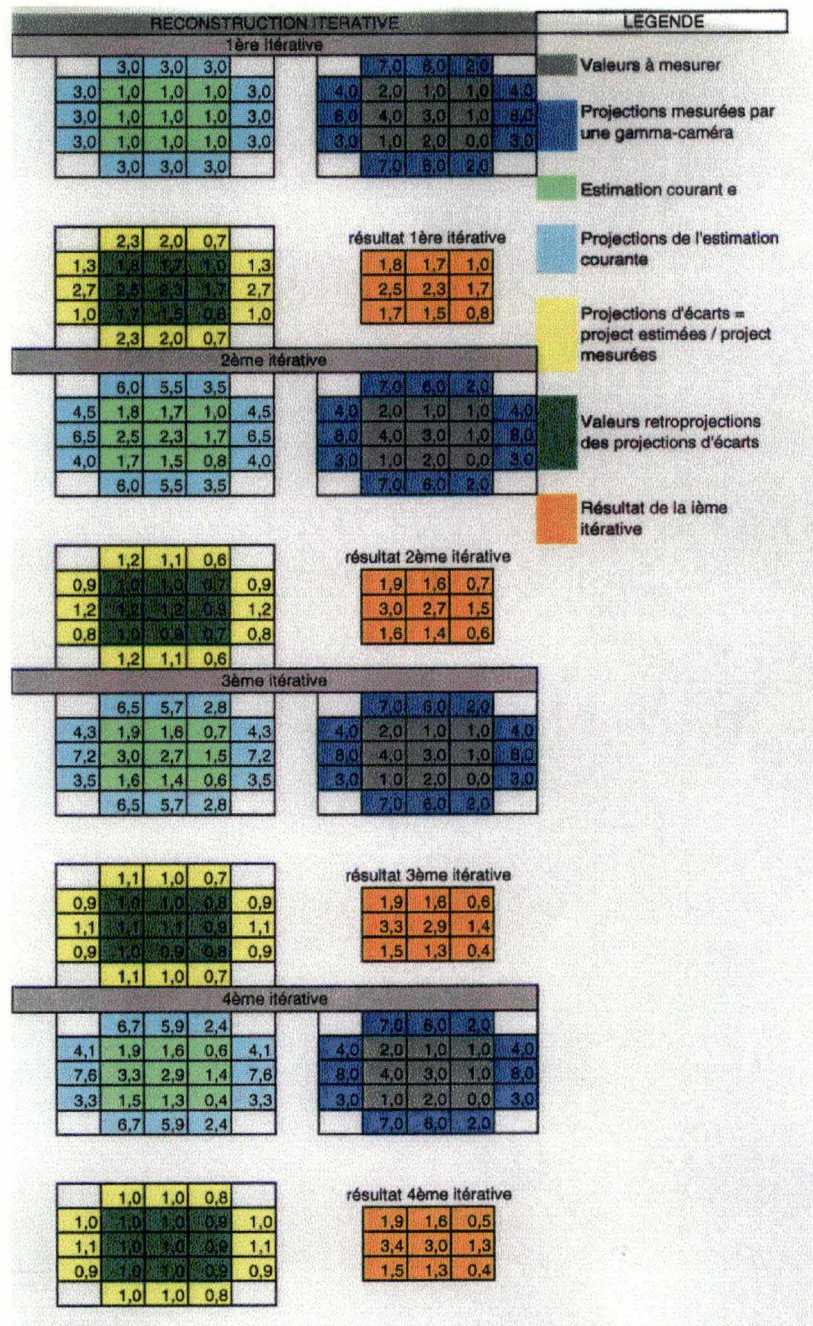 RECONSTRUCTION ITERATIVE
LEGENDE
1ère itérative
3,0 3,0 3,0
3,0 1,0 1,0 1,0 3,0
3,0 1,0 1,0 1,0 3,0
3,0 1,0 1,0 1,0 3,0
3,0 3,0 3,0
7,0 6,0 2,0
4,0 2,0 1,0 1,0 4,0
8,0 4,0 3,0 1,0 8,0
3,0 1,0 2,0 0,0 3,0
7,0 6,0 2,0
Valeurs à mesurer
Projections mesurées par
une gamma-caméra
Estimation courant e
Projections de l'estimation
courante
Projections d'écarts =
project estimées / project
mesurées
Valeurs retroprojections
des projections d'écarts
Résultat de la ième
itérative
2,3 2,0 0,7
1,3 1,8 1,7 1,0 1,3
2,7 2,5 2,3 1,7 2,7
1,0 1,7 1,5 0,8 1,0
2,3 2,0 0,7
résultat 1ère itérative
1,8 1,7 1,0
2,5 2,3 1,7
1,7 1,5 0,8
2ème itérative
6,0 5,5 3,5
4,5 1,8 1,7 1,0 4,5
6,5 2,5 2,3 1,7 6,5
4,0 1,7 1,5 0,8 4,0
6,0 5,5 3,5
7,0 6,0 2,0
4,0 2,0 1,0 1,0 4,0
8,0 4,0 3,0 1,0 8,0
3,0 1,0 2,0 0,0 3,0
7,0 6,0 2,0
1,2 1,1 0,6
0,9 1,0 1,0 0,7 0,9
1,2 1,2 1,2 0,9 1,2
0,8 1,0 0,9 0,7 0,8
1,2 1,1 0,6
résultat 2ème itérative
1,9 1,6 0,7
3,0 2,7 1,5
1,6 1,4 0,6
3ème itérative
6,5 5,7 2,8
4,3 1,9 1,6 0,7 4,3
7,2 3,0 2,7 1,5 7,2
3,5 1,6 1,4 0,6 3,5
6,5 5,7 2,8
7,0 6,0 2,0
4,0 2,0 1,0 1,0 4,0
8,0 4,0 3,0 1,0 8,0
3,0 1,0 2,0 0,0 3,0
7,0 6,0 2,0
1,1 1,0 0,7
0,9 1,0 1,0 0,8 0,9
1,1 1,1 1,1 0,9 1,1
0,9 1,0 0,9 0,8 0,9
1,1 1,0 0,7
résultat 3ème itérative
1,9 1,6 0,6
3,3 2,9 1,4
1,5 1,3 0,4
4ème itérative
6,7 5,9 2,4
4,1 1,9 1,6 0,6 4,1
7,6 3,3 2,9 1,4 7,6
3,3 1,5 1,3 0,4 3,3
6,7 5,9 2,4
7,0 6,0 2,0
4,0 2,0 1,0 1,0 4,0
8,0 4,0 3,0 1,0 8,0
3,0 1,0 2,0 0,0 3,0
7,0 6,0 2,0
1,0 1,0 0,8
1,0 1,0 1,0 0,9 1,0
1,1 1,0 1,0 0,9 1,1
0,9 1,0 1,0 0,9 0,9
1,0 1,0 0,8
résultat 4ème itérative
1,9 1,6 0,5
3,4 3,0 1,3
1,5 1,3 0,4